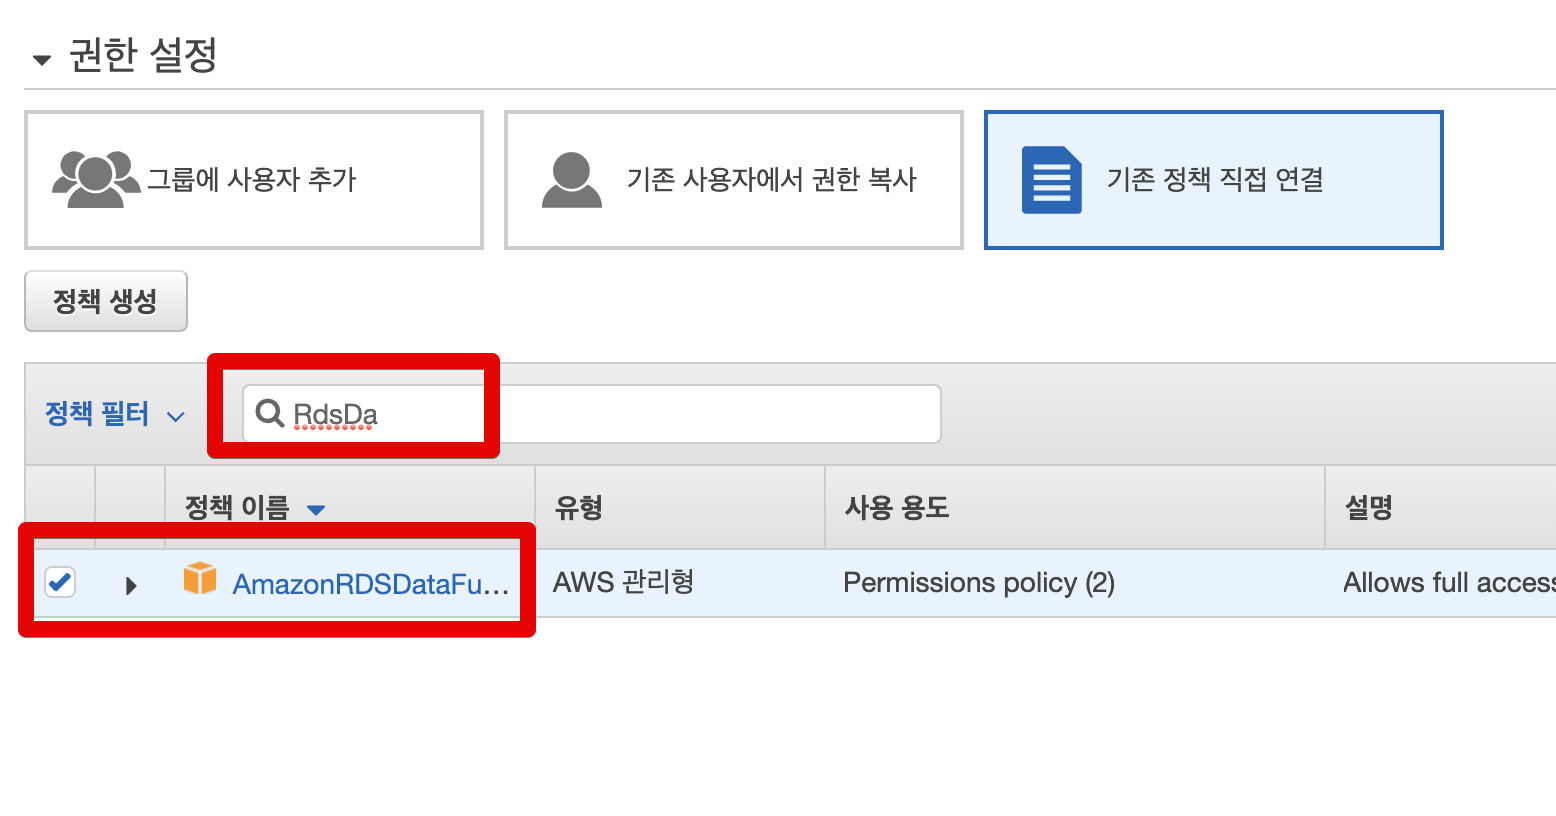 권한 설정
그룹에 사용자 추가
기존 사용자에서 권한 복사
기존 정책 직접 연결
정책 생성
정책 필터
RdsDa
정책 이름 유형 사용 용도 설명
AmazonRDSDataFu... AWS 관리형 Permissions policy (2) Allows full access